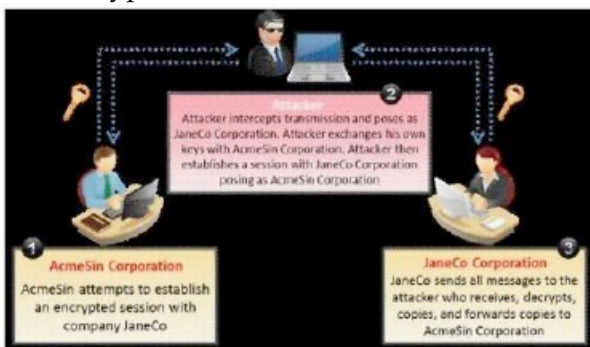 Attacker
2
Attacker intercepts transmission and poses as
JaneCo Corporation. Attacker exchanges his own
keys with AcmeSin Corporation. Attacker then
establishes a session with JaneCo Corporation
posing as AcmeSin Corporation
1
AcmeSin Corporation
AcmeSin attempts to establish
an encrypted session with
company JaneCo
3
JaneCo Corporation
JaneCo sends all messages to the
attacker who receives, decrypts,
copies, and forwards copies to
AcmeSin Corporation